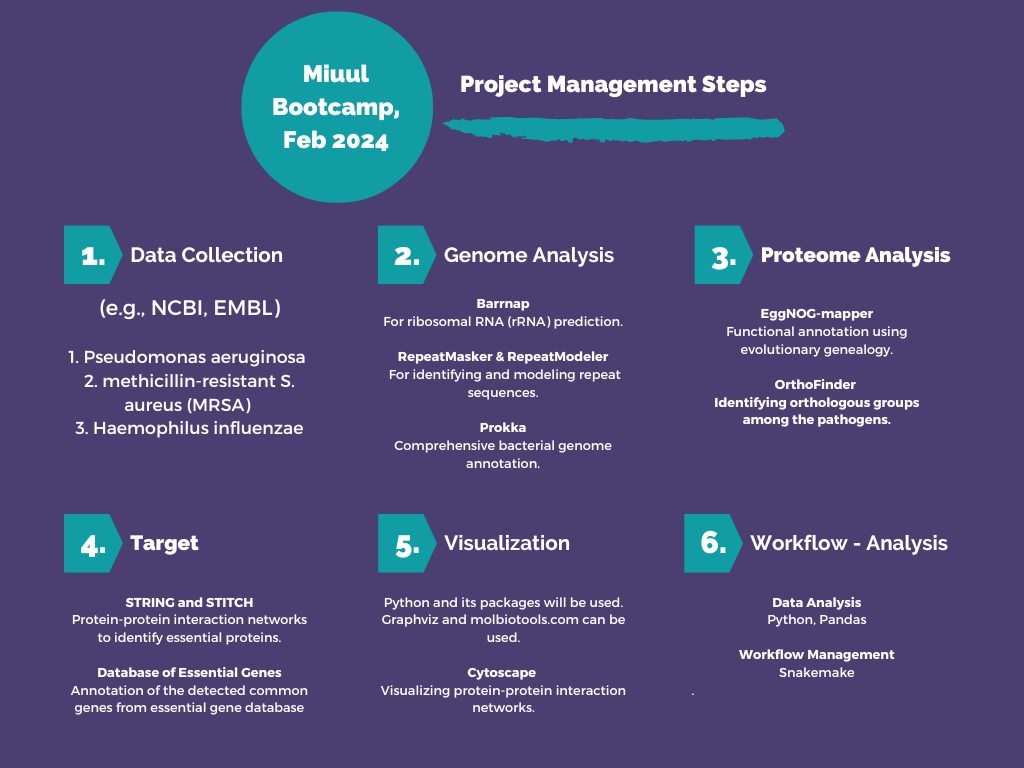 Miuul
Bootcamp,
Feb 2024
Project Management Steps
1.
Data Collection
(e.g., NCBI, EMBL)
1. Pseudomonas aeruginosa
2. methicillin-resistant S.
aureus (MRSA)
3. Haemophilus influenzae
2.
Genome Analysis
Barrnap
For ribosomal RNA (rRNA) prediction.
RepeatMasker & RepeatModeler
For identifying and modeling repeat
sequences.
Prokka
Comprehensive bacterial genome
annotation.
3.
Proteome Analysis
EggNOG-mapper
Functional annotation using
evolutionary genealogy.
OrthoFinder
Identifying orthologous groups
among the pathogens.
4.
Target
STRING and STITCH
Protein-protein interaction networks
to identify essential proteins.
Database of Essential Genes
Annotation of the detected common
genes from essential gene database
5.
Visualization
Python and its packages will be used.
Graphviz and molbiotools.com can be
used.
Cytoscape
Visualizing protein-protein interaction
networks.
6.
Workflow - Analysis
Data Analysis
Python, Pandas
Workflow Management
Snakemake
.